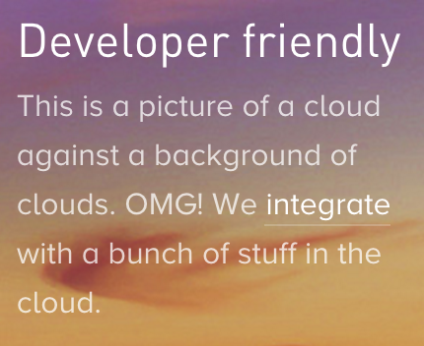 Developer friendly
This is a picture of a cloud
against a background of
clouds. OMG! We integrate
with a bunch of stuff in the
cloud.